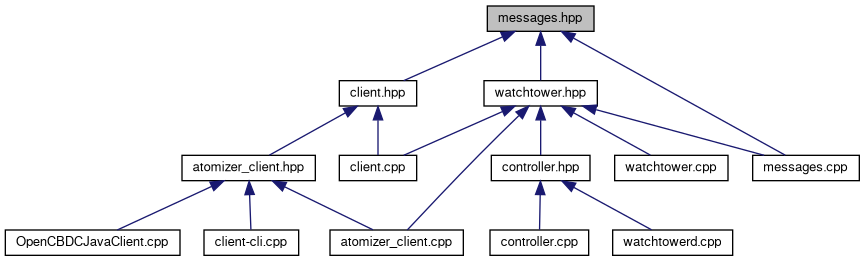 messages.hpp
client.hpp
watchtower.hpp
atomizer_client.hpp
client.cpp
controller.hpp
watchtower.cpp
messages.cpp
OpenCBDCJavaClient.cpp
client-cli.cpp
atomizer_client.cpp
controller.cpp
watchtowerd.cpp